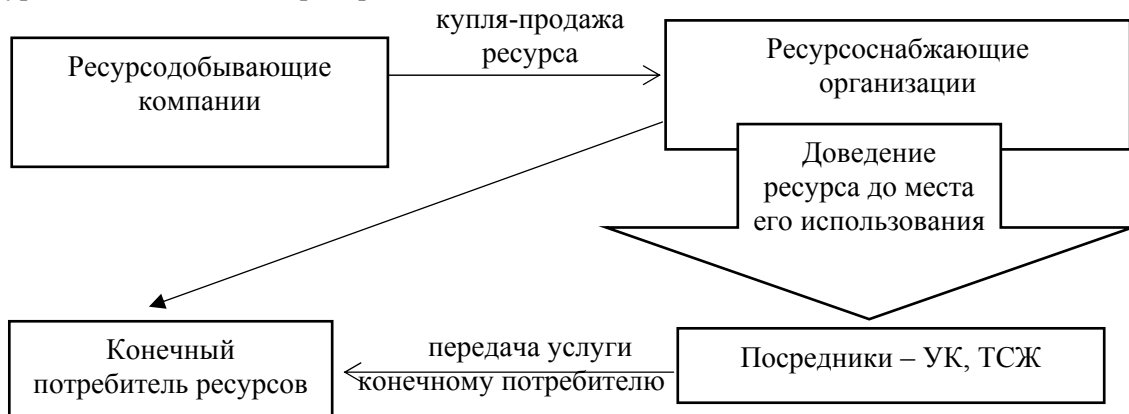 купля-продажа
ресурса
Ресурсодобывающие
компании
Ресурсоснабжающие
организации
Доведение
ресурса до места
его использования
Конечный
потребитель ресурсов
передача услуги
конечному потребителю
Посредники – УК, ТСЖ